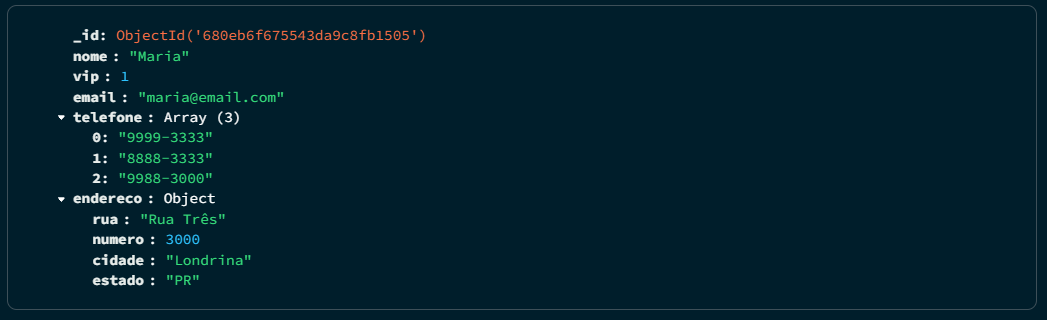 _id: ObjectId('680eb6f675543da9c8fb1505')
nome : "Maria"
vip : 1
email : "maria@email.com"
telefone : Array (3)
0: "9999-3333"
1: "8888-3333"
2: "9988-3000"
endereco : Object
rua : "Rua Três"
numero : 3000
cidade : "Londrina"
estado : "PR"